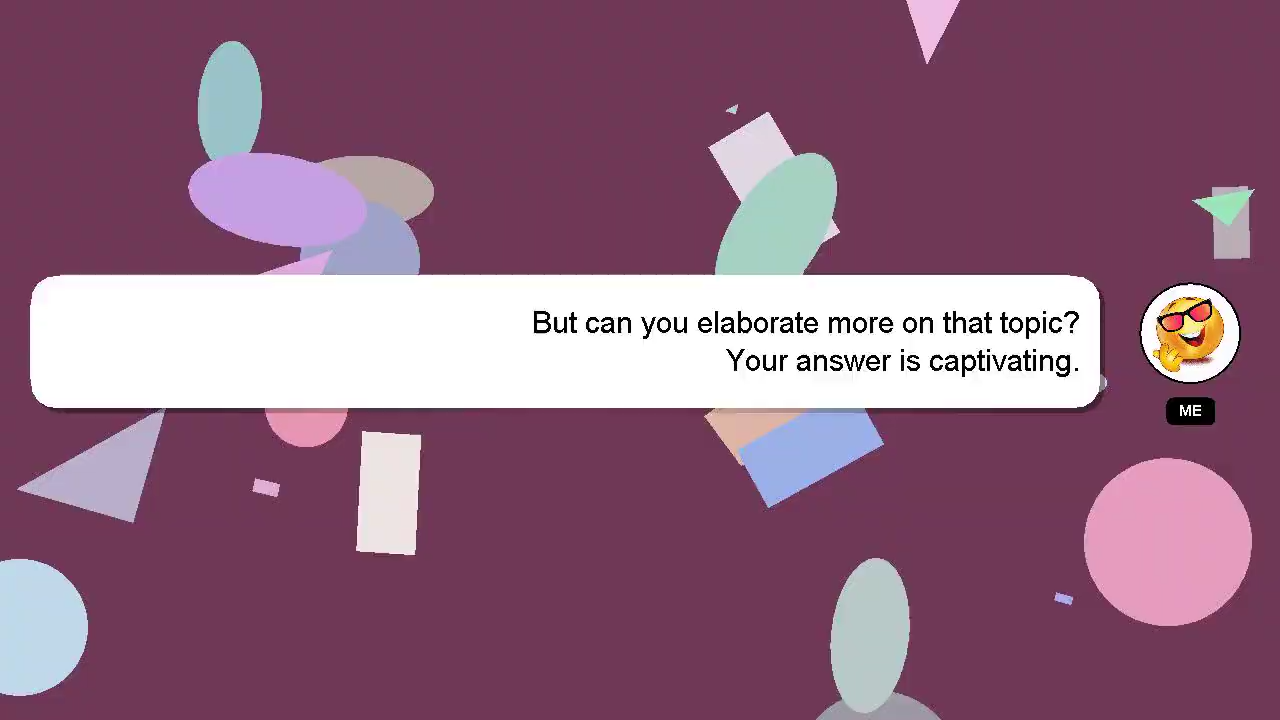 But can you elaborate more on that topic?
Your answer is captivating.
ME